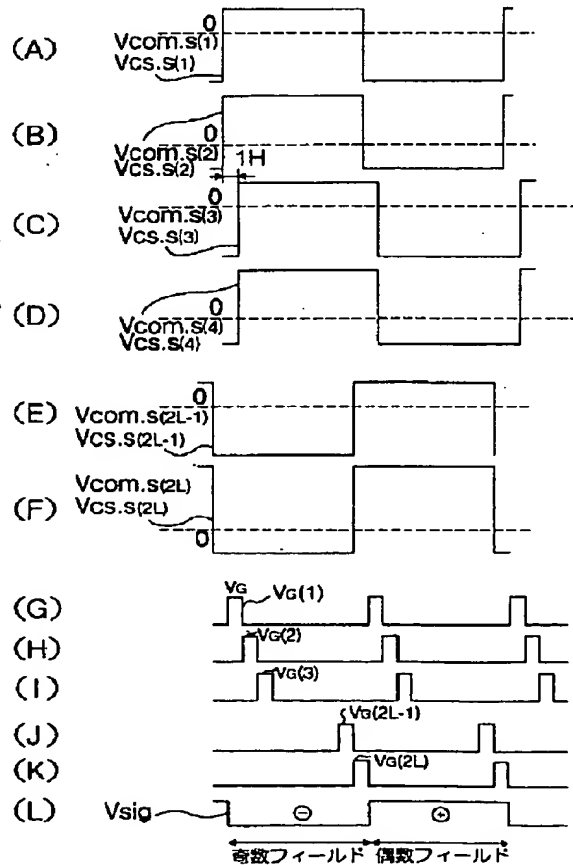 (A)
0
Vcom.s(1)
Vcs.s(1)
(B)
0
Vcom.s(2)
Vcs.s(2)
1H
(C)
0
Vcom.s(3)
Vcs.s(3)
(D)
0
Vcom.s(4)
Vcs.s(4)
(E)
0
Vcom.s(2L-1)
Vcs.s(2L-1)
(F)
Vcom.s(2L)
Vcs.s(2L)
0
(G)
VG
VG(1)
(H)
VG(2)
(I)
VG(3)
(J)
VG(2L-1)
(K)
VG(2L)
(L)
Vsig
⊖
⊕
奇数フィールド
偶数フィールド